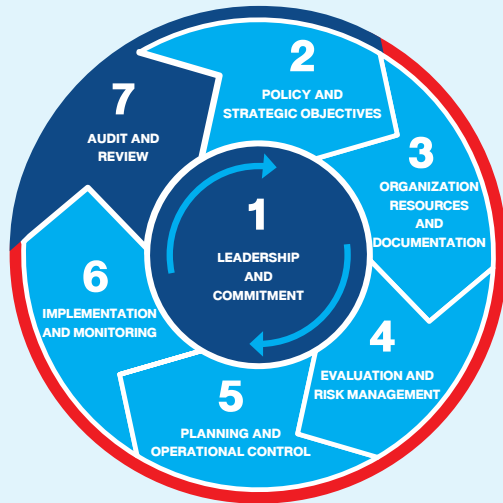 1
LEADERSHIP
AND
COMMITMENT
2
POLICY AND
STRATEGIC OBJECTIVES
3
ORGANIZATION
RESOURCES
AND
DOCUMENTATION
4
EVALUATION AND
RISK MANAGEMENT
5
PLANNING AND
OPERATIONAL CONTROL
6
IMPLEMENTATION
AND MONITORING
7
AUDIT AND
REVIEW